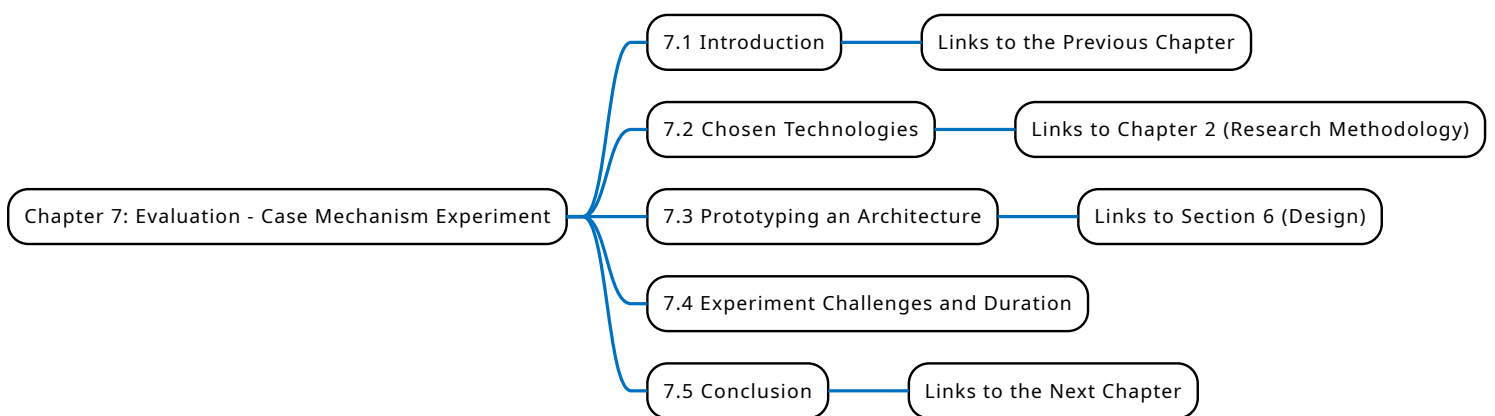 7.1 Introduction
Links to the Previous Chapter
7.2 Chosen Technologies
Links to Chapter 2 (Research Methodology)
Chapter 7: Evaluation - Case Mechanism Experiment
7.3 Prototyping an Architecture
Links to Section 6 (Design)
7.4 Experiment Challenges and Duration
7.5 Conclusion
Links to the Next Chapter